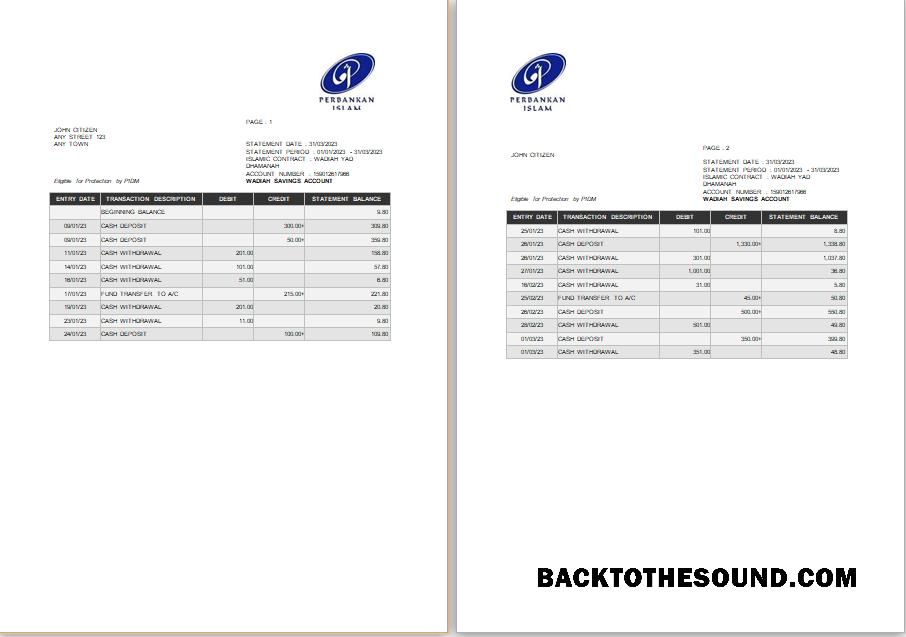 PERBANKAN
ISLAM
PAGE : 1
JOHN CITIZEN
ANY STREET 123
ANY TOWN
STATEMENT DATE : 31/03/2023
STATEMENT PERIOD : 01/01/2023 - 31/03/2023
ISLAMIC CONTRACT : WADIAH YAD
DHAMANAH
ACCOUNT NUMBER : 159012617966
Eligible for Protection by PIDM WADIAH SAVINGS ACCOUNT
ENTRY DATE TRANSACTION DESCRIPTION DEBIT CREDIT STATEMENT BALANCE
BEGINNING BALANCE 9.80
09/01/23 CASH DEPOSIT 300.00+ 309.80
09/01/23 CASH DEPOSIT 50.00+ 359.80
11/01/23 CASH WITHDRAWAL 201.00 158.80
14/01/23 CASH WITHDRAWAL 101.00 57.80
16/01/23 CASH WITHDRAWAL 51.00 6.80
17/01/23 FUND TRANSFER TO A/C 215.00+ 221.80
19/01/23 CASH WITHDRAWAL 201.00 20.80
23/01/23 CASH WITHDRAWAL 11.00 9.80
24/01/23 CASH DEPOSIT 100.00+ 109.80
PERBANKAN
ISLAM
PAGE : 2
JOHN CITIZEN
STATEMENT DATE : 31/03/2023
STATEMENT PERIOD : 01/01/2023 - 31/03/2023
ISLAMIC CONTRACT : WADIAH YAD
DHAMANAH
ACCOUNT NUMBER : 159012617966
Eligible for Protection by PIDM WADIAH SAVINGS ACCOUNT
ENTRY DATE TRANSACTION DESCRIPTION DEBIT CREDIT STATEMENT BALANCE
25/01/23 CASH WITHDRAWAL 101.00 8.80
26/01/23 CASH DEPOSIT 1,330.00+ 1,338.80
26/01/23 CASH WITHDRAWAL 301.00 1,037.80
27/01/23 CASH WITHDRAWAL 1,001.00 36.80
16/02/23 CASH WITHDRAWAL 31.00 5.80
25/02/23 FUND TRANSFER TO A/C 45.00+ 50.80
26/02/23 CASH DEPOSIT 500.00+ 550.80
28/02/23 CASH WITHDRAWAL 501.00 49.80
01/03/23 CASH DEPOSIT 350.00+ 399.80
01/03/23 CASH WITHDRAWAL 351.00 48.80
BACKTOTHESOUND.COM